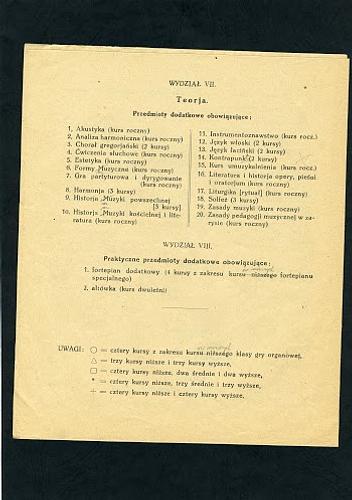 WYDZIAŁ VII.
Teorja.
Przedmioty dodatkowe obowiązujące:
1. Akustyka (kurs roczny)
2. Analiza harmoniczna (kurs roczny)
3. Chorał gregorjański (2 kursy)
4. Ćwiczenia słuchowe (kurs roczny)
5. Estetyka (kurs roczny)
6. Formy Muzyczne (kurs roczny)
7. Gra partyturowa i dyrygowanie
(kurs roczny)
8. Harmonja (3 kursy)
9. Historja Muzyki powszechnej
(3 kursy)
10. Historja Muzyki kościelnej i lite-
ratura (kurs roczny)
11. Instrumentoznawstwo (kurs rocz.)
12. Język włoski (2 kursy)
13. Język łaciński (2 kursy)
14. Kontrapunkt (2 kursy)
15. Kurs umuzykalnienia (kurs rocz.)
16. Literatura i historja opery, pieśni
i oratorjum (kurs rocz.)
17. Liturgika [rytuał] (kurs roczny)
18. Solfeż (3 kursy)
19. Zasady muzyki (kurs roczny)
20. Zasady pedagogji muzycznej w za-
rysie (kurs roczny)
WYDZIAŁ VIII.
Praktyczne przedmioty dodatkowe obowiązujące:
1. fortepian dodatkowy (4 kursy z zakresu kursu niższego fortepianu
specjalnego)
2. altówka (kurs dwuletni)
UWAGI: ○ = cztery kursy z zakresu kursu niższego klasy gry organowej,
△ = trzy kursy niższe i trzy kursy wyższe,
□ = cztery kursy niższe, dwa średnie i dwa wyższe,
* = cztery kursy niższe, trzy średnie i trzy wyższe,
+ = cztery kursy niższe i cztery kursy wyższe.